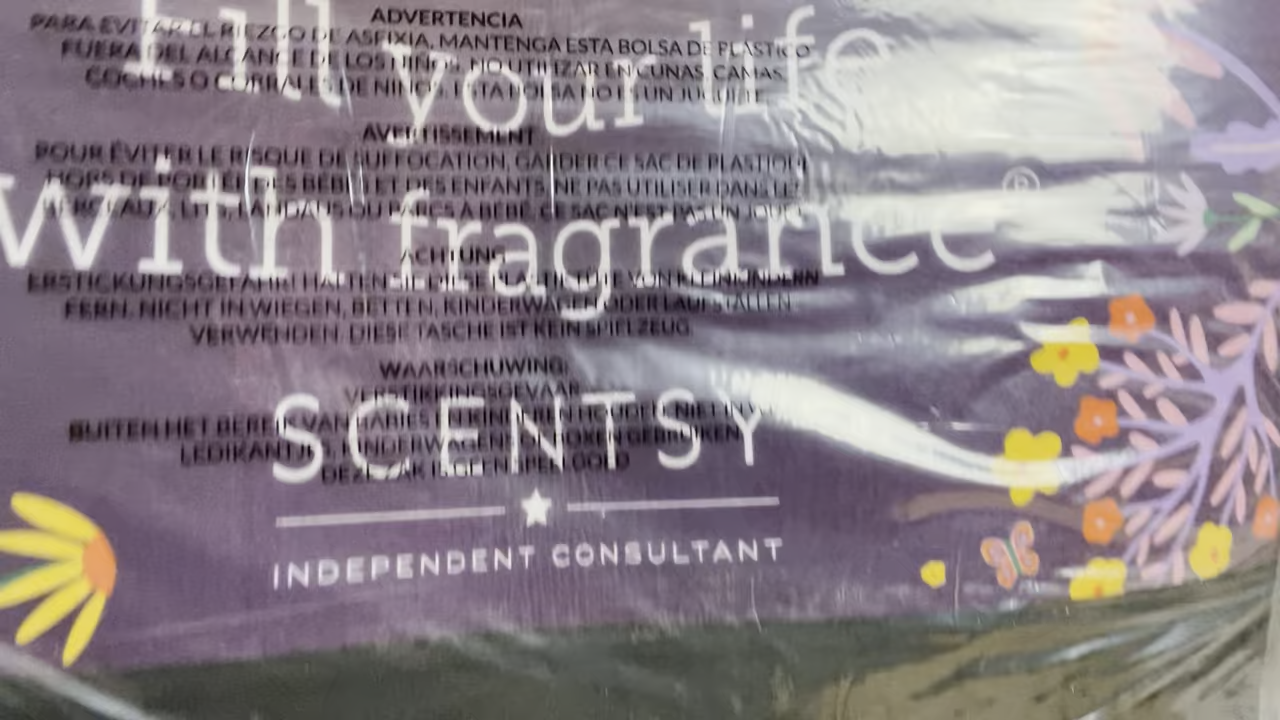 ADVERTENCIA
PARA EVITAR EL RIEZGO DE ASFIXIA, MANTENGA ESTA BOLSA DE PLASTICO
FUERA DEL ALCANCE DE LOS NIÑOS. NO UTILIZAR EN CUNAS, CAMAS,
COCHES O CORRALES DE NIÑOS. ESTA BOLSA NO ES UN JUGUETE.
fill your life
AVERTISSEMENT
POUR ÉVITER LE RISQUE DE SUFFOCATION, GARDER CE SAC DE PLASTIQUE
HORS DE PORTEE DES BÉBÉ ET DES ENFANTS. NE PAS UTILISER DANS LES
BERCEAUX, LITS, LANDAUS OU PARCS A BÉBÉ. CE SAC N'EST PAS UN JOUET.
with fragrance®
ACHTUNG
ERSTICKUNGSGEFAHR! HALTEN SIE DIESE PLASTIKTÜTE VON KLEINKINDERN
FERN. NICHT IN WIEGEN, BETTEN, KINDERWAGEN ODER LAUFSTÄLLEN
VERWENDEN. DIESE TASCHE IST KEIN SPIELZEUG.
WAARSCHUWING:
VERSTIKKINGSGEVAAR
BUITEN HET BEREIK VAN BABIES EN KINDEREN HOUDEN. NIET IN
LEDIKANTJES, KINDERWAGENS OF BOXEN GEBRUIKEN.
DEZE ZAK IS GEEN SPEELGOED
SCENTSY
INDEPENDENT CONSULTANT